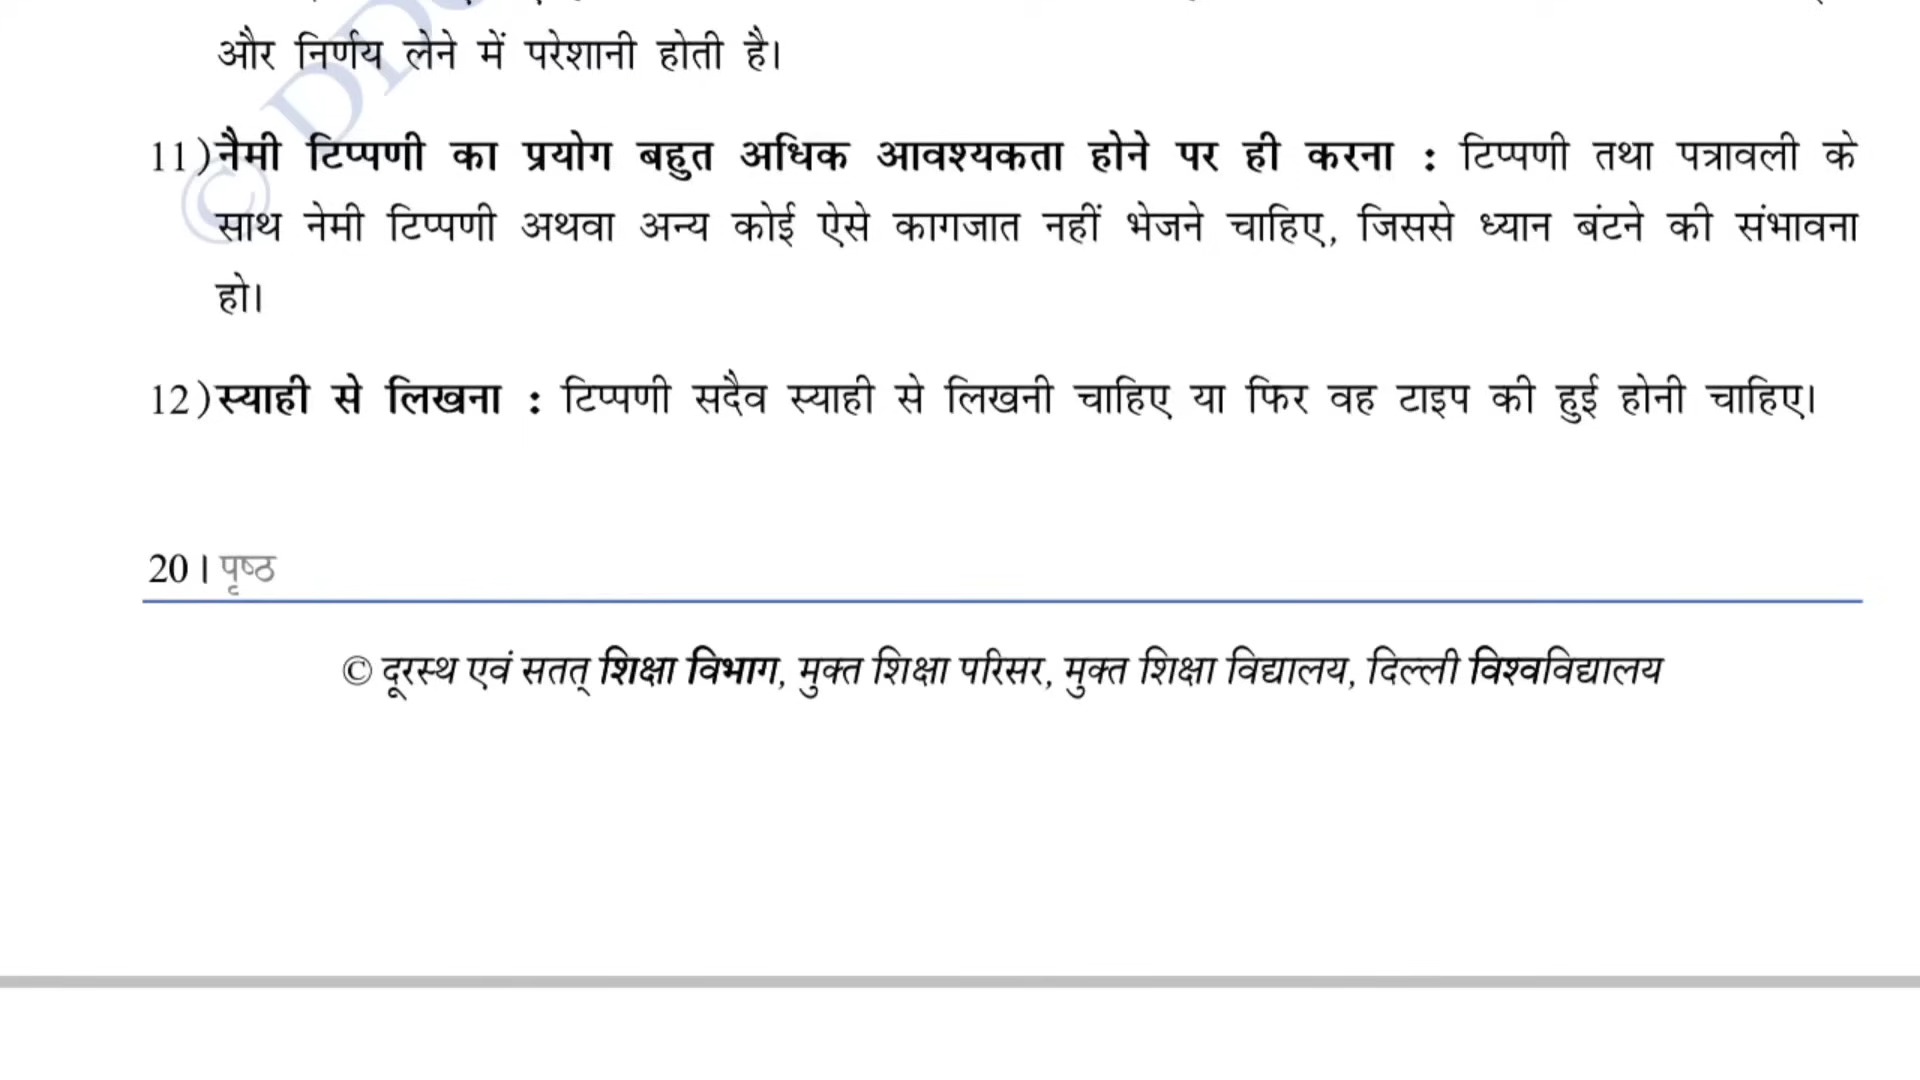 और निर्णय लेने में परेशानी होती है।
11) नैमी टिप्पणी का प्रयोग बहुत अधिक आवश्यकता होने पर ही करना : टिप्पणी तथा पत्रावली के
साथ नेमी टिप्पणी अथवा अन्य कोई ऐसे कागजात नहीं भेजने चाहिए, जिससे ध्यान बंटने की संभावना
हो।
12) स्याही से लिखना : टिप्पणी सदैव स्याही से लिखनी चाहिए या फिर वह टाइप की हुई होनी चाहिए।
20 | पृष्ठ
© दूरस्थ एवं सतत् शिक्षा विभाग, मुक्त शिक्षा परिसर, मुक्त शिक्षा विद्यालय, दिल्ली विश्वविद्यालय